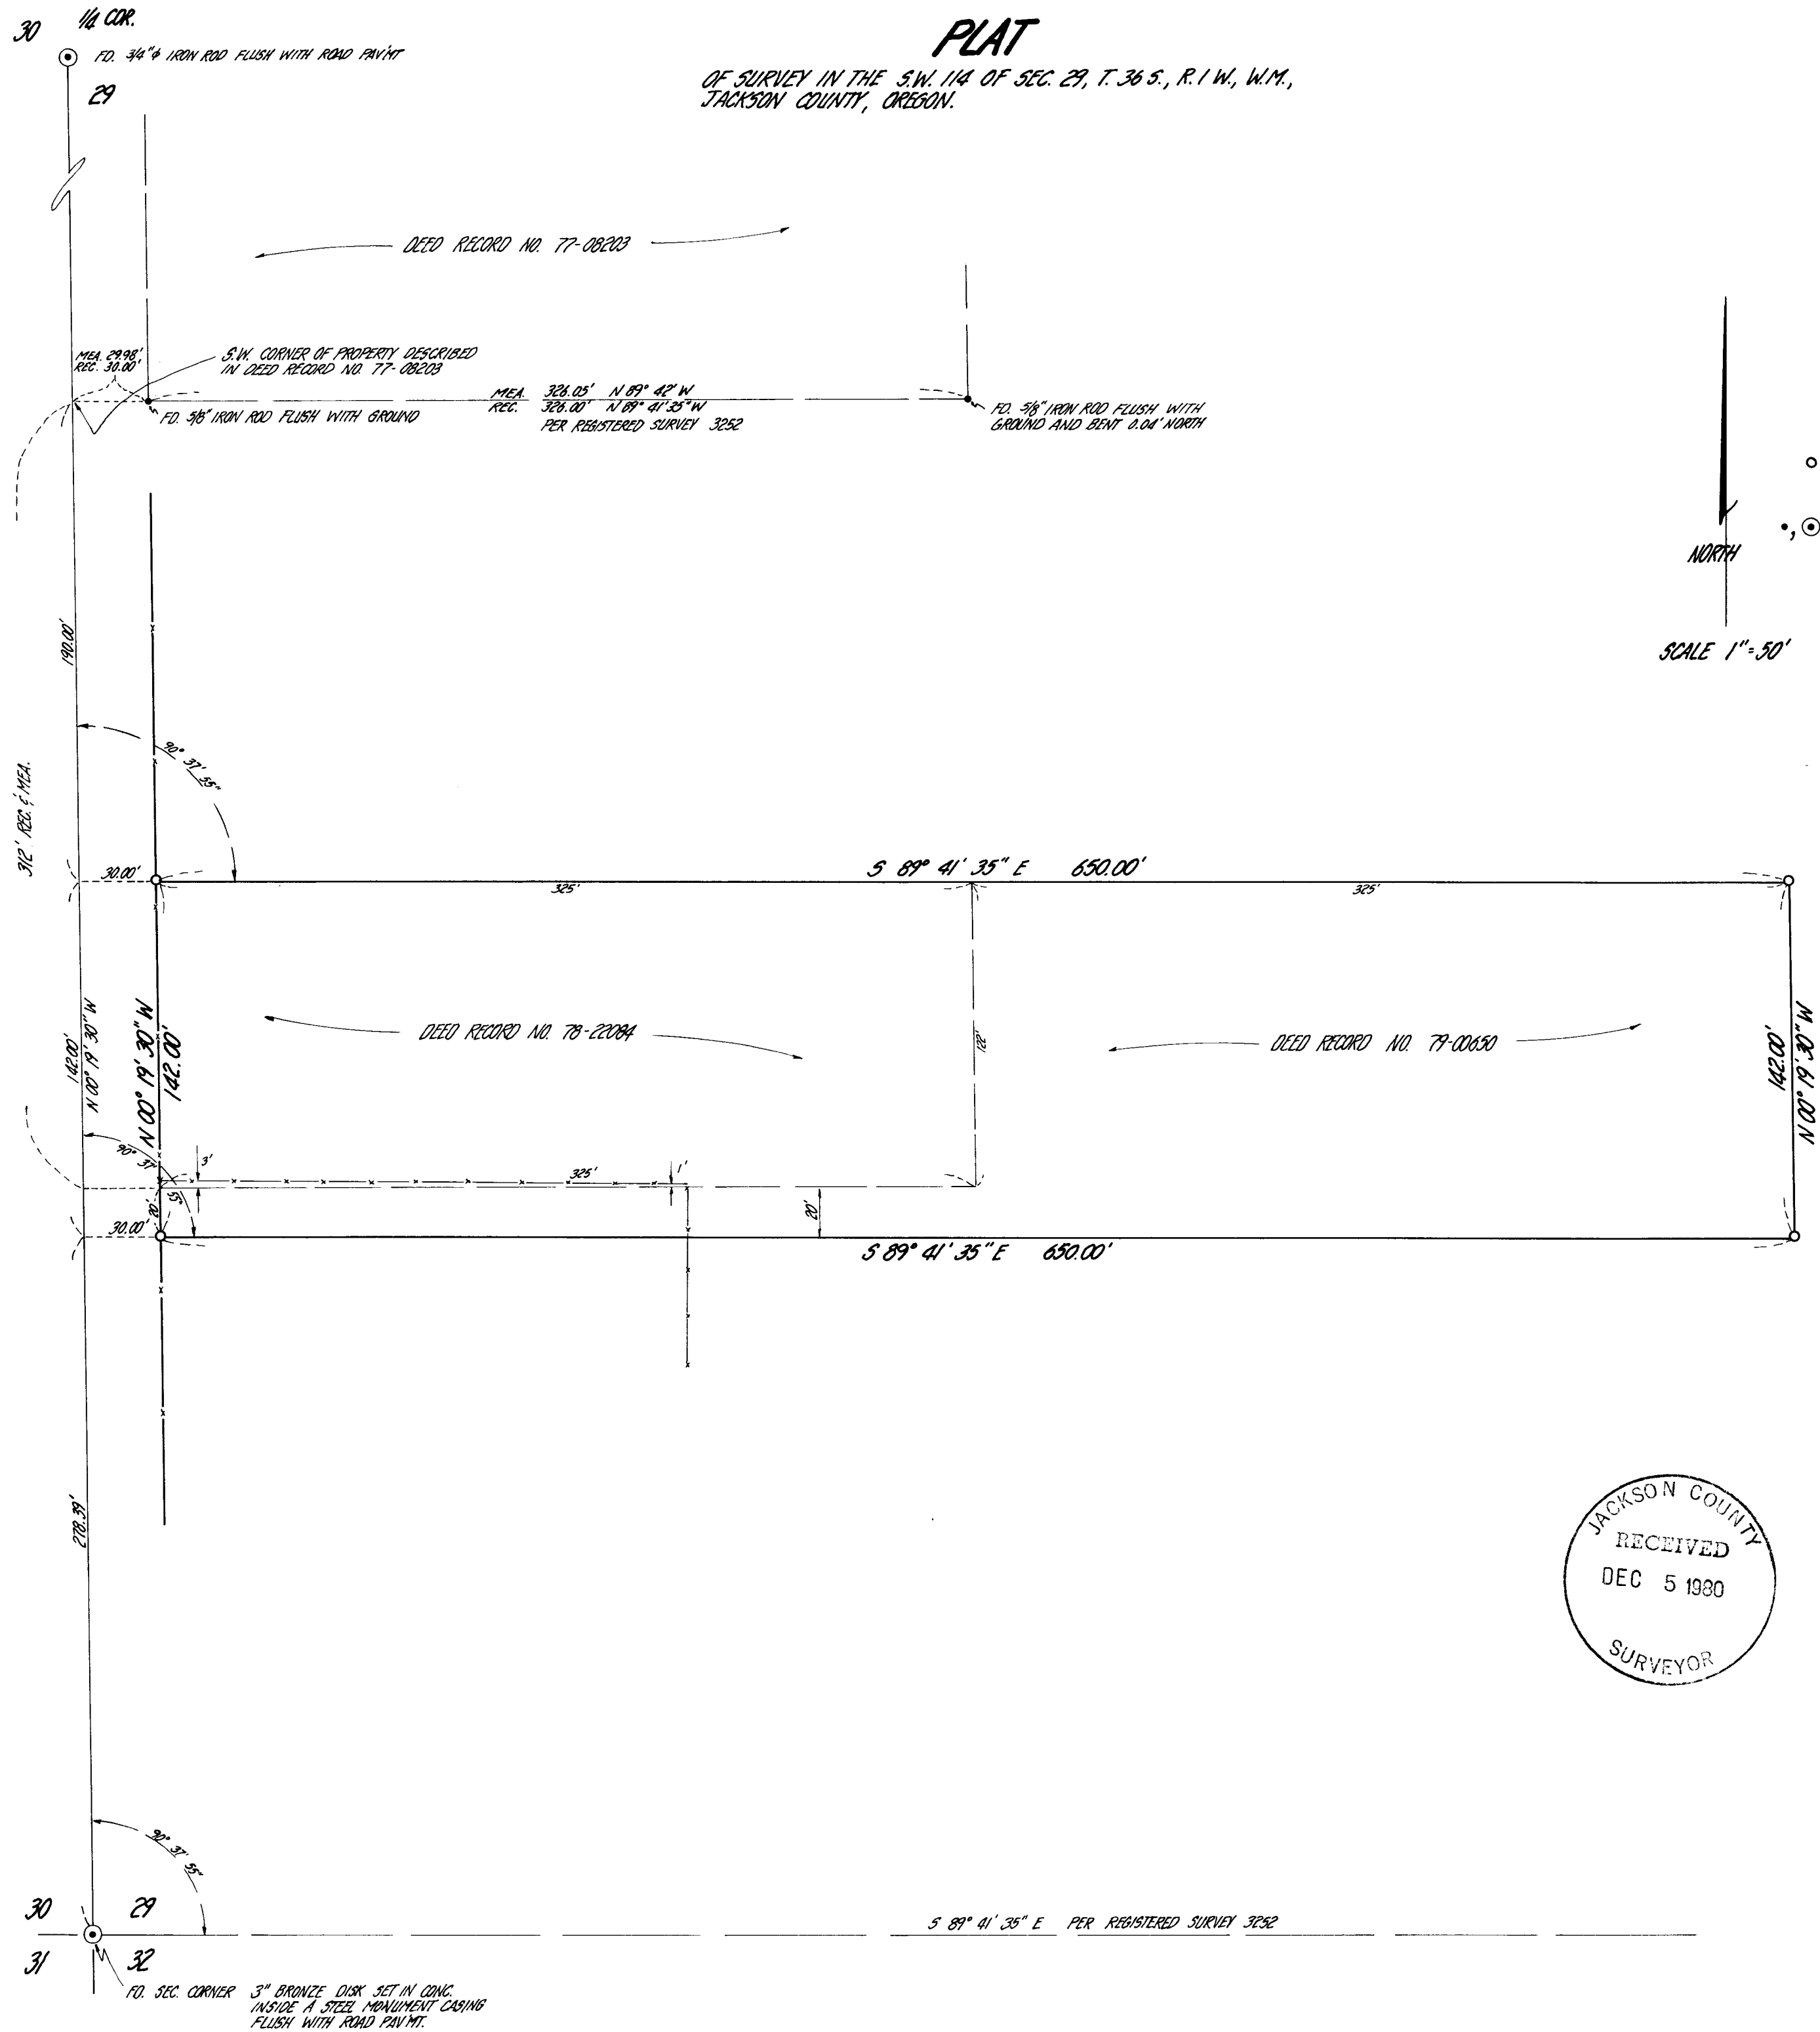 PLAT
OF SURVEY IN THE S.W. 1/4 OF SEC. 29, T. 36 S., R. 1 W., W.M.,
JACKSON COUNTY, OREGON.
30
1/4 COR.
FD. 3/4"ϕ IRON ROD FLUSH WITH ROAD PAV'MT
29
DEED RECORD NO. 77-08203
MEA. 29.98'
REC. 30.00'
S.W. CORNER OF PROPERTY DESCRIBED
IN DEED RECORD NO. 77-08203
FD. 5/8" IRON ROD FLUSH WITH GROUND
MEA. 326.05' N 89° 42' W
REC. 326.00' N 89° 41' 35" W
PER REGISTERED SURVEY 3252
FD. 5/8" IRON ROD FLUSH WITH
GROUND AND BENT 0.04' NORTH
NORTH
SCALE 1"=50'
190.00'
312' REC. & MEA.
90° 37' 55"
30.00'
S 89° 41' 35" E 650.00'
325'
325'
142.00'
N 00° 19' 30" W
N 00° 19' 30" W
142.00'
DEED RECORD NO. 78-22084
122'
DEED RECORD NO. 79-00650
142.00'
N 00° 19' 30" W
90° 37' 55"
3'
325'
1'
20'
20'
30.00'
S 89° 41' 35" E 650.00'
278.39'
JACKSON COUNTY
RECEIVED
DEC 5 1980
SURVEYOR
90° 37' 55"
30
29
S 89° 41' 35" E PER REGISTERED SURVEY 3252
31
32
FD. SEC. CORNER 3" BRONZE DISK SET IN CONC.
INSIDE A STEEL MONUMENT CASING
FLUSH WITH ROAD PAV'MT.